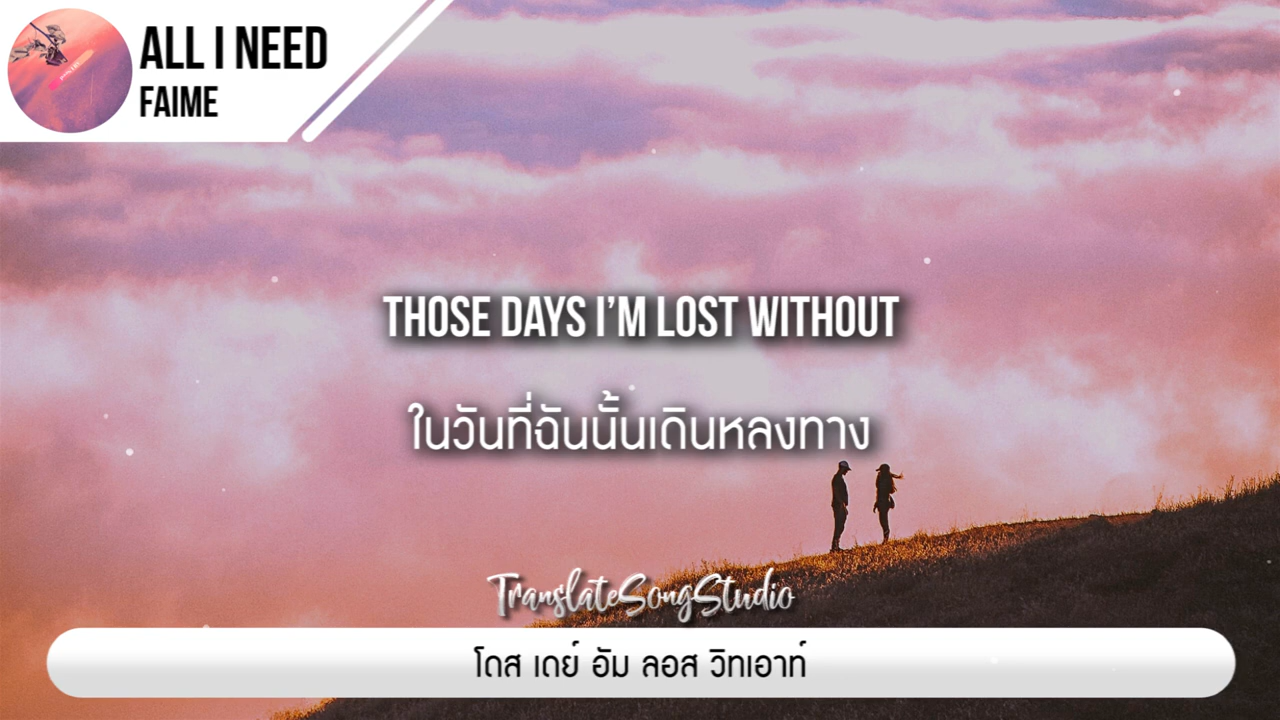 ALL I NEED
FAIME
THOSE DAYS I'M LOST WITHOUT
ในวันที่ฉันนั้นเดินหลงทาง
TranslateSongStudio
โดส เดย์ อัม ลอส วิทเอาท์